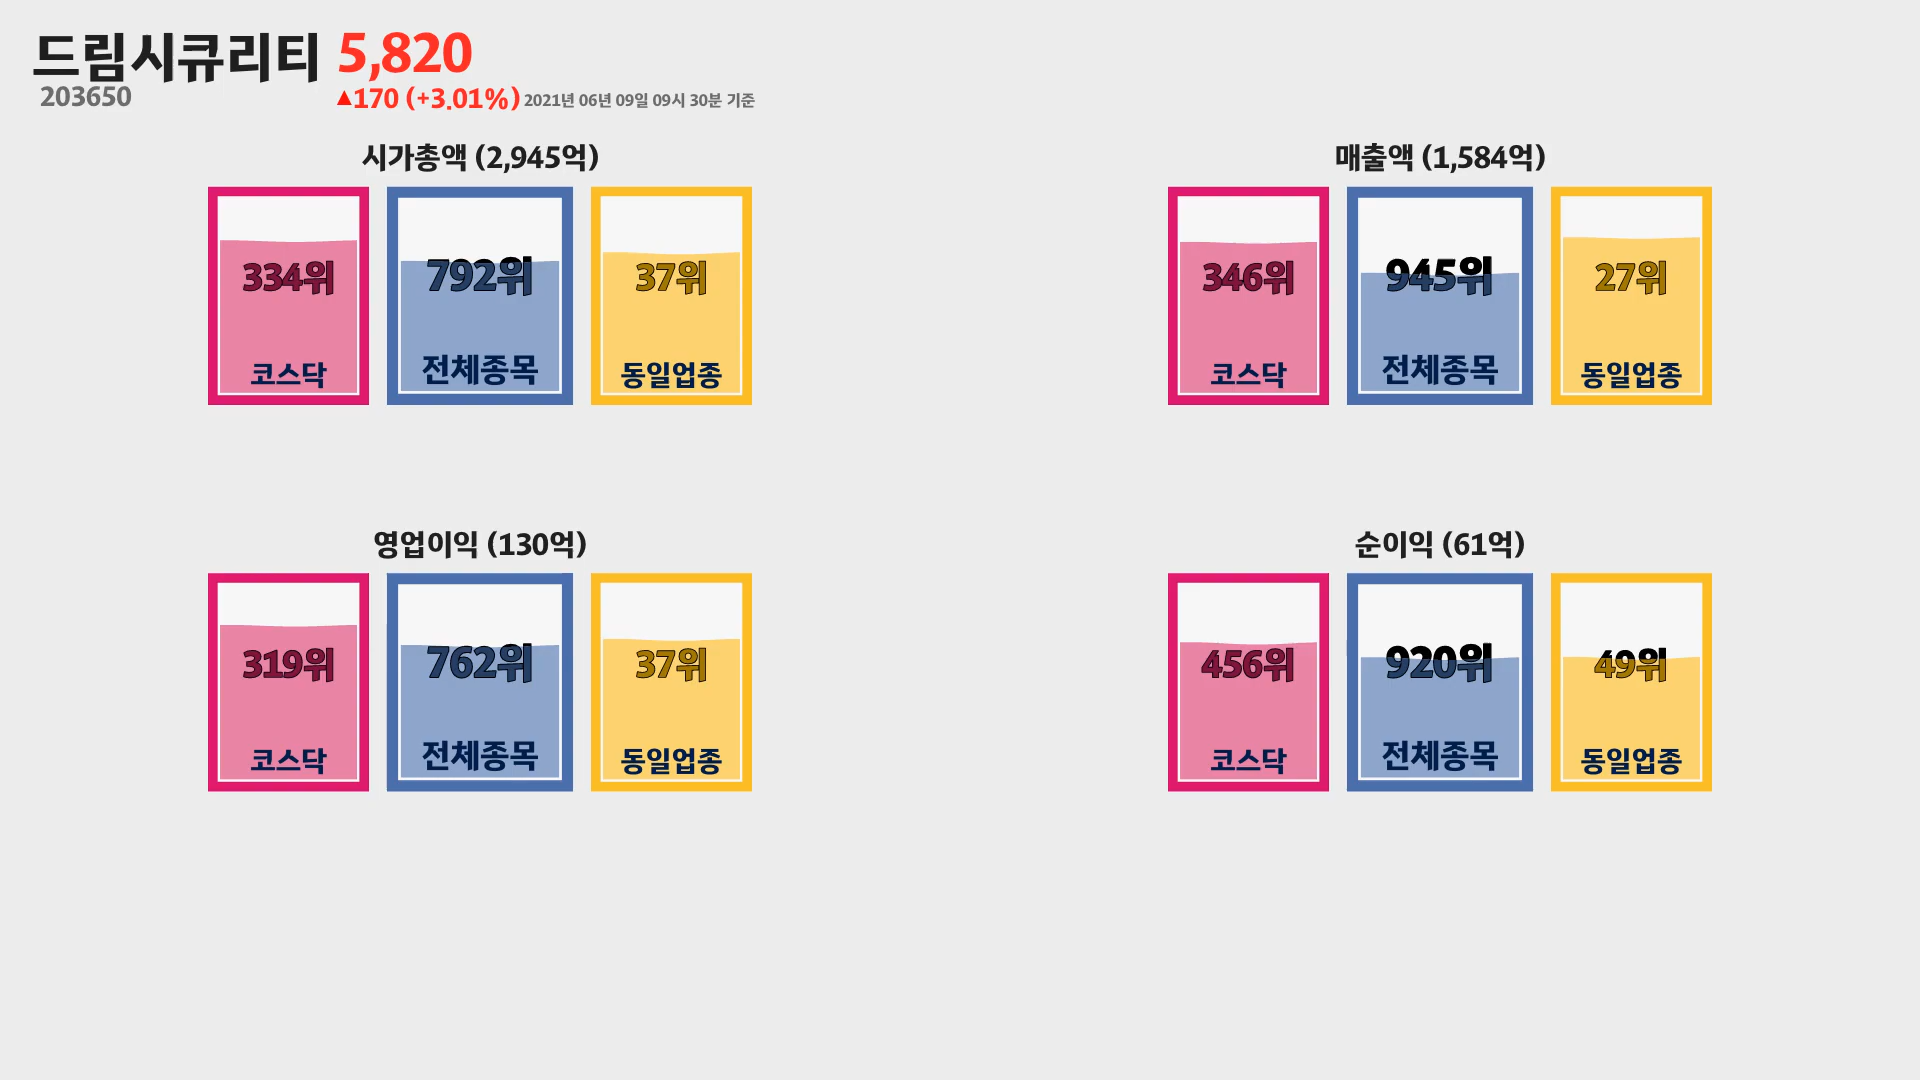 드림시큐리티 5,820
203650
▲170 (+3.01%) 2021년 06년 09일 09시 30분 기준
시가총액 (2,945억)
334위 792위 37위
코스닥 전체종목 동일업종
매출액 (1,584억)
346위 945위 27위
코스닥 전체종목 동일업종
영업이익 (130억)
319위 762위 37위
코스닥 전체종목 동일업종
순이익 (61억)
456위 920위 49위
코스닥 전체종목 동일업종